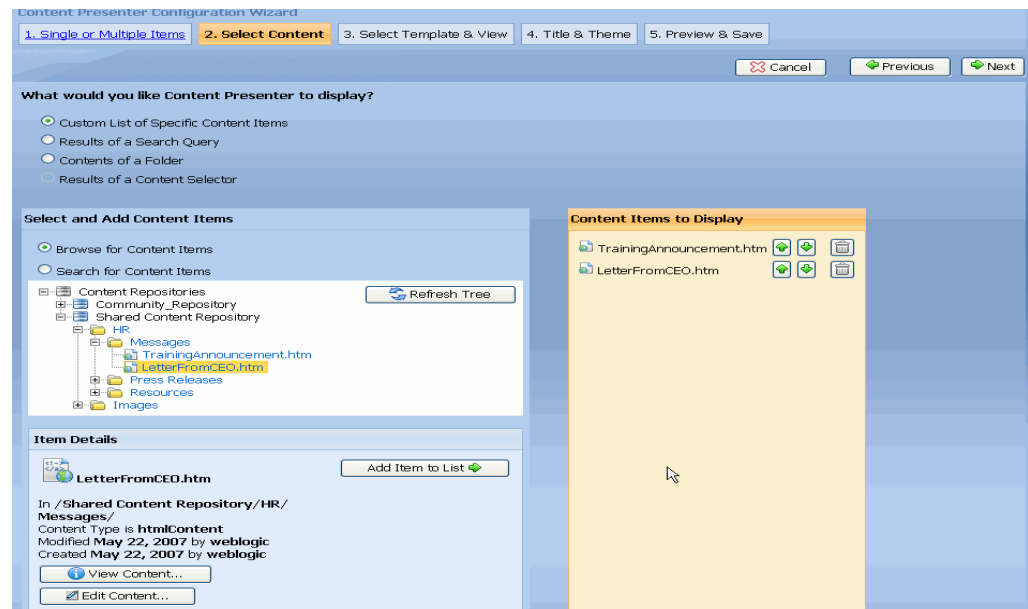 Content Presenter Configuration Wizard
1. Single or Multiple Items 2. Select Content 3. Select Template & View 4. Title & Theme 5. Preview & Save
Cancel Previous Next
What would you like Content Presenter to display?
Custom List of Specific Content Items
Results of a Search Query
Contents of a Folder
Results of a Content Selector
Select and Add Content Items
Browse for Content Items
Search for Content Items
Content Repositories
Refresh Tree
Community_Repository
Shared Content Repository
HR
Messages
TrainingAnnouncement.htm
LetterFromCEO.htm
Press Releases
Resources
Images
Item Details
LetterFromCEO.htm
Add Item to List
In /Shared Content Repository/HR/
Messages/
Content Type is htmlContent
Modified May 22, 2007 by weblogic
Created May 22, 2007 by weblogic
View Content...
Edit Content...
Content Items to Display
TrainingAnnouncement.htm
LetterFromCEO.htm